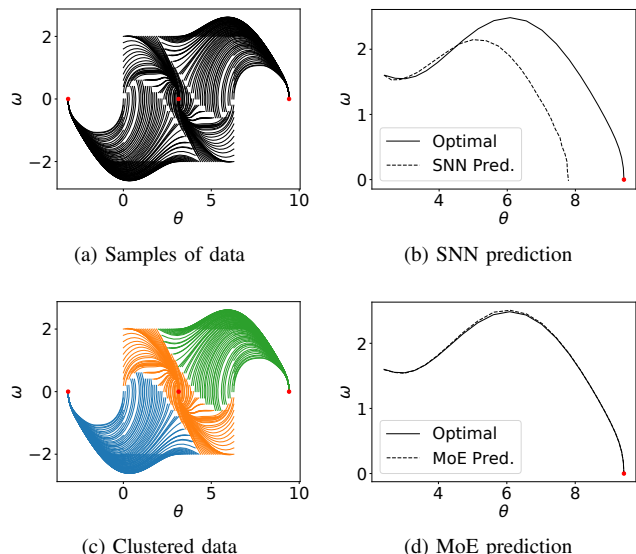 2
0
−2
ω
0
5
10
θ
(a) Samples of data
2
1
0
ω
Optimal
SNN Pred.
4
6
8
θ
(b) SNN prediction
2
0
−2
ω
0
5
10
θ
(c) Clustered data
2
1
0
ω
Optimal
MoE Pred.
4
6
8
θ
(d) MoE prediction